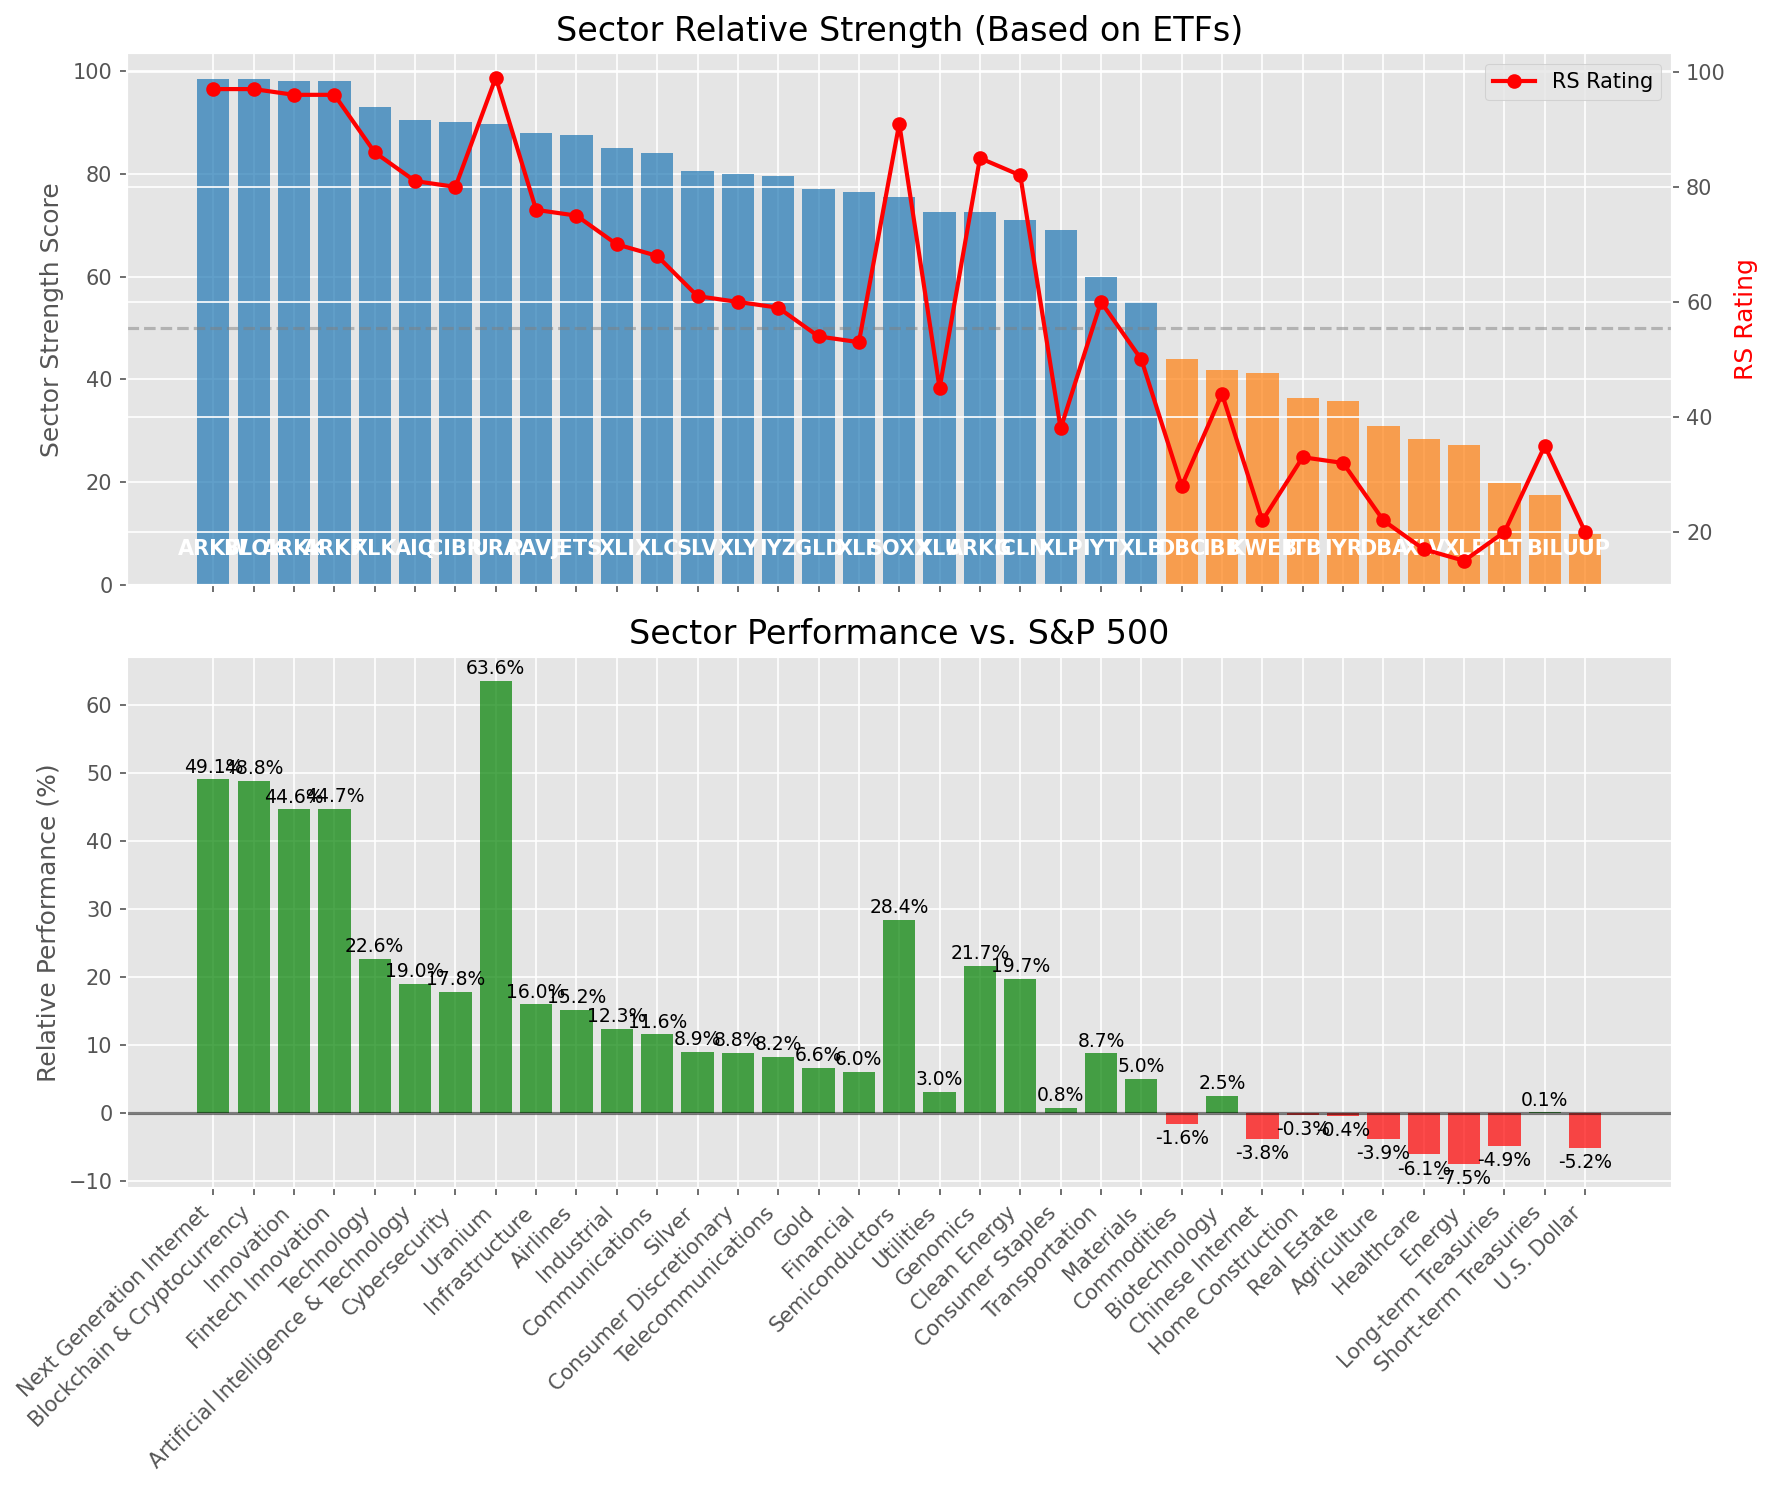 Sector Relative Strength (Based on ETFs)
Sector Strength Score
100
80
60
40
20
0
RS Rating
100
80
60
40
20
RS Rating
XLK
AIQ
CIBR
URA
PAVE
JETS
XLI
XLC
SLV
XLY
IYZ
GLD
XLP
IYT
XLB
KWEB
ITB
IYR
DBA
TLT
BIL
UUP
Sector Performance vs. S&P 500
Relative Performance (%)
60
50
40
30
20
10
0
−10
49.1%
48.8%
44.6%
44.7%
22.6%
19.0%
17.8%
63.6%
16.0%
15.2%
12.3%
11.6%
8.9%
8.8%
8.2%
6.6%
6.0%
28.4%
3.0%
21.7%
19.7%
0.8%
8.7%
5.0%
-1.6%
2.5%
-3.8%
-0.3%
-0.4%
-3.9%
-6.1%
-7.5%
-4.9%
0.1%
-5.2%
Next Generation Internet
Blockchain & Cryptocurrency
Innovation
Fintech Innovation
Technology
Artificial Intelligence & Technology
Cybersecurity
Uranium
Infrastructure
Airlines
Industrial
Communications
Silver
Consumer Discretionary
Telecommunications
Gold
Financial
Semiconductors
Utilities
Genomics
Clean Energy
Consumer Staples
Transportation
Materials
Commodities
Biotechnology
Chinese Internet
Home Construction
Real Estate
Agriculture
Healthcare
Energy
Long-term Treasuries
Short-term Treasuries
U.S. Dollar